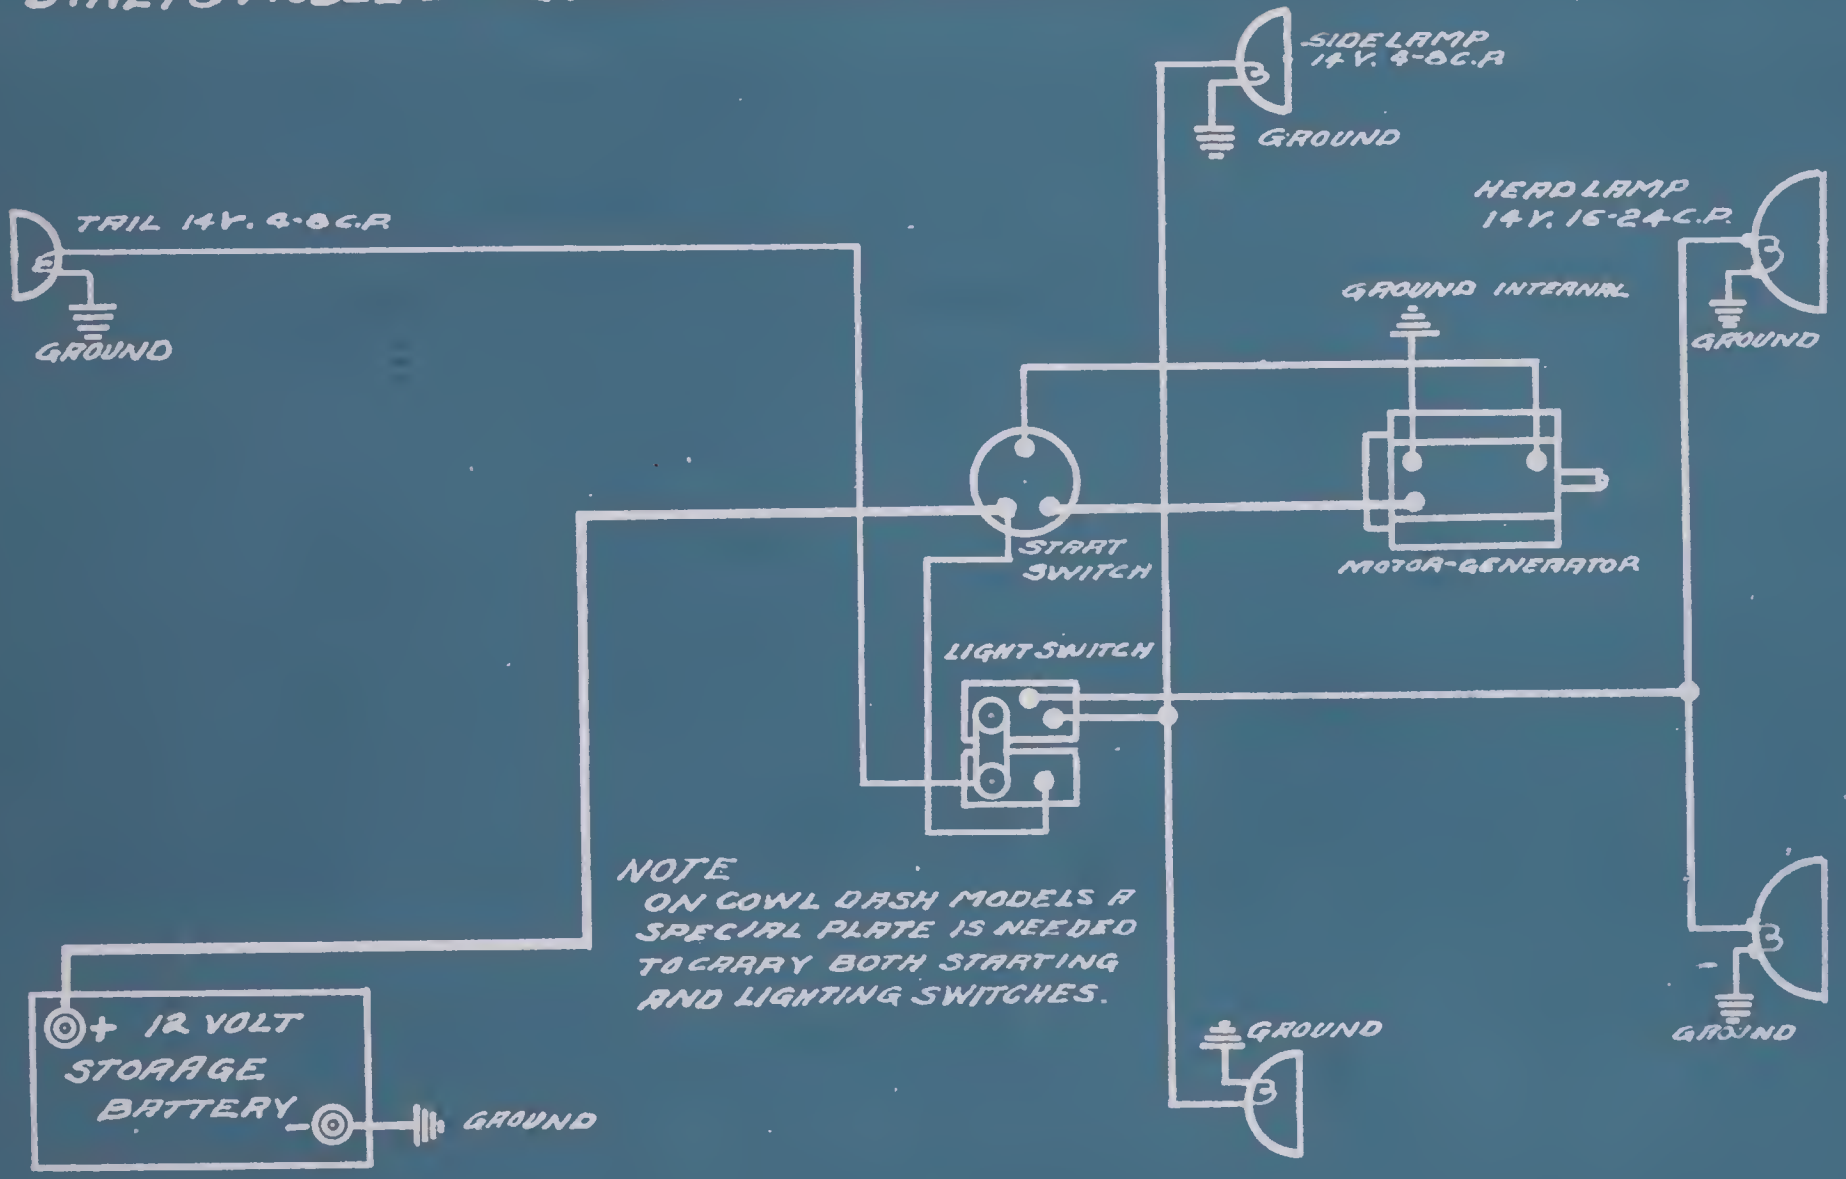 SIDE LAMP
14 V. 4-8 C.P.
GROUND
HEAD LAMP
14 V. 16-24 C.P.
TAIL 14 V. 4-8 C.P.
GROUND INTERNAL
GROUND
GROUND
START
SWITCH
MOTOR-GENERATOR
LIGHT SWITCH
NOTE
ON COWL DASH MODELS A
SPECIAL PLATE IS NEEDED
TO CARRY BOTH STARTING
AND LIGHTING SWITCHES.
+ 12 VOLT
STORAGE
BATTERY -
GROUND
GROUND
GROUND